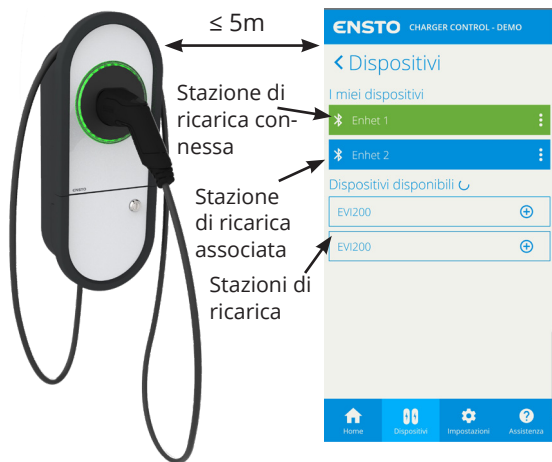 ≤ 5m
Stazione di
ricarica con-
nessa
Stazione
di ricarica
associata
Stazioni di
ricarica
ensto
ENSTO CHARGER CONTROL - DEMO
Dispositivi
I miei dispositivi
Enhet 1
Enhet 2
Dispositivi disponibili
EVI200
EVI200
Home Dispositivi Impostazioni Assistenza